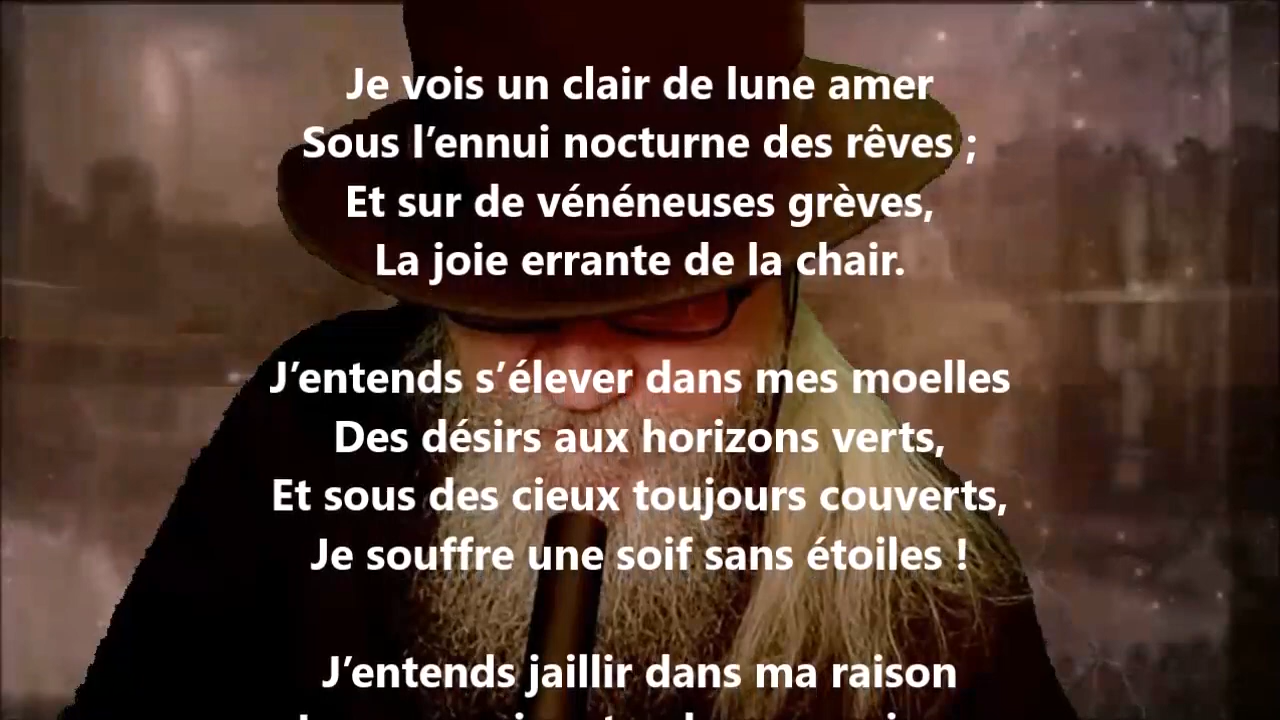 Je vois un clair de lune amer
Sous l’ennui nocturne des rêves ;
Et sur de vénéneuses grèves,
La joie errante de la chair.
J’entends s’élever dans mes moelles
Des désirs aux horizons verts,
Et sous des cieux toujours couverts,
Je souffre une soif sans étoiles !
J’entends jaillir dans ma raison